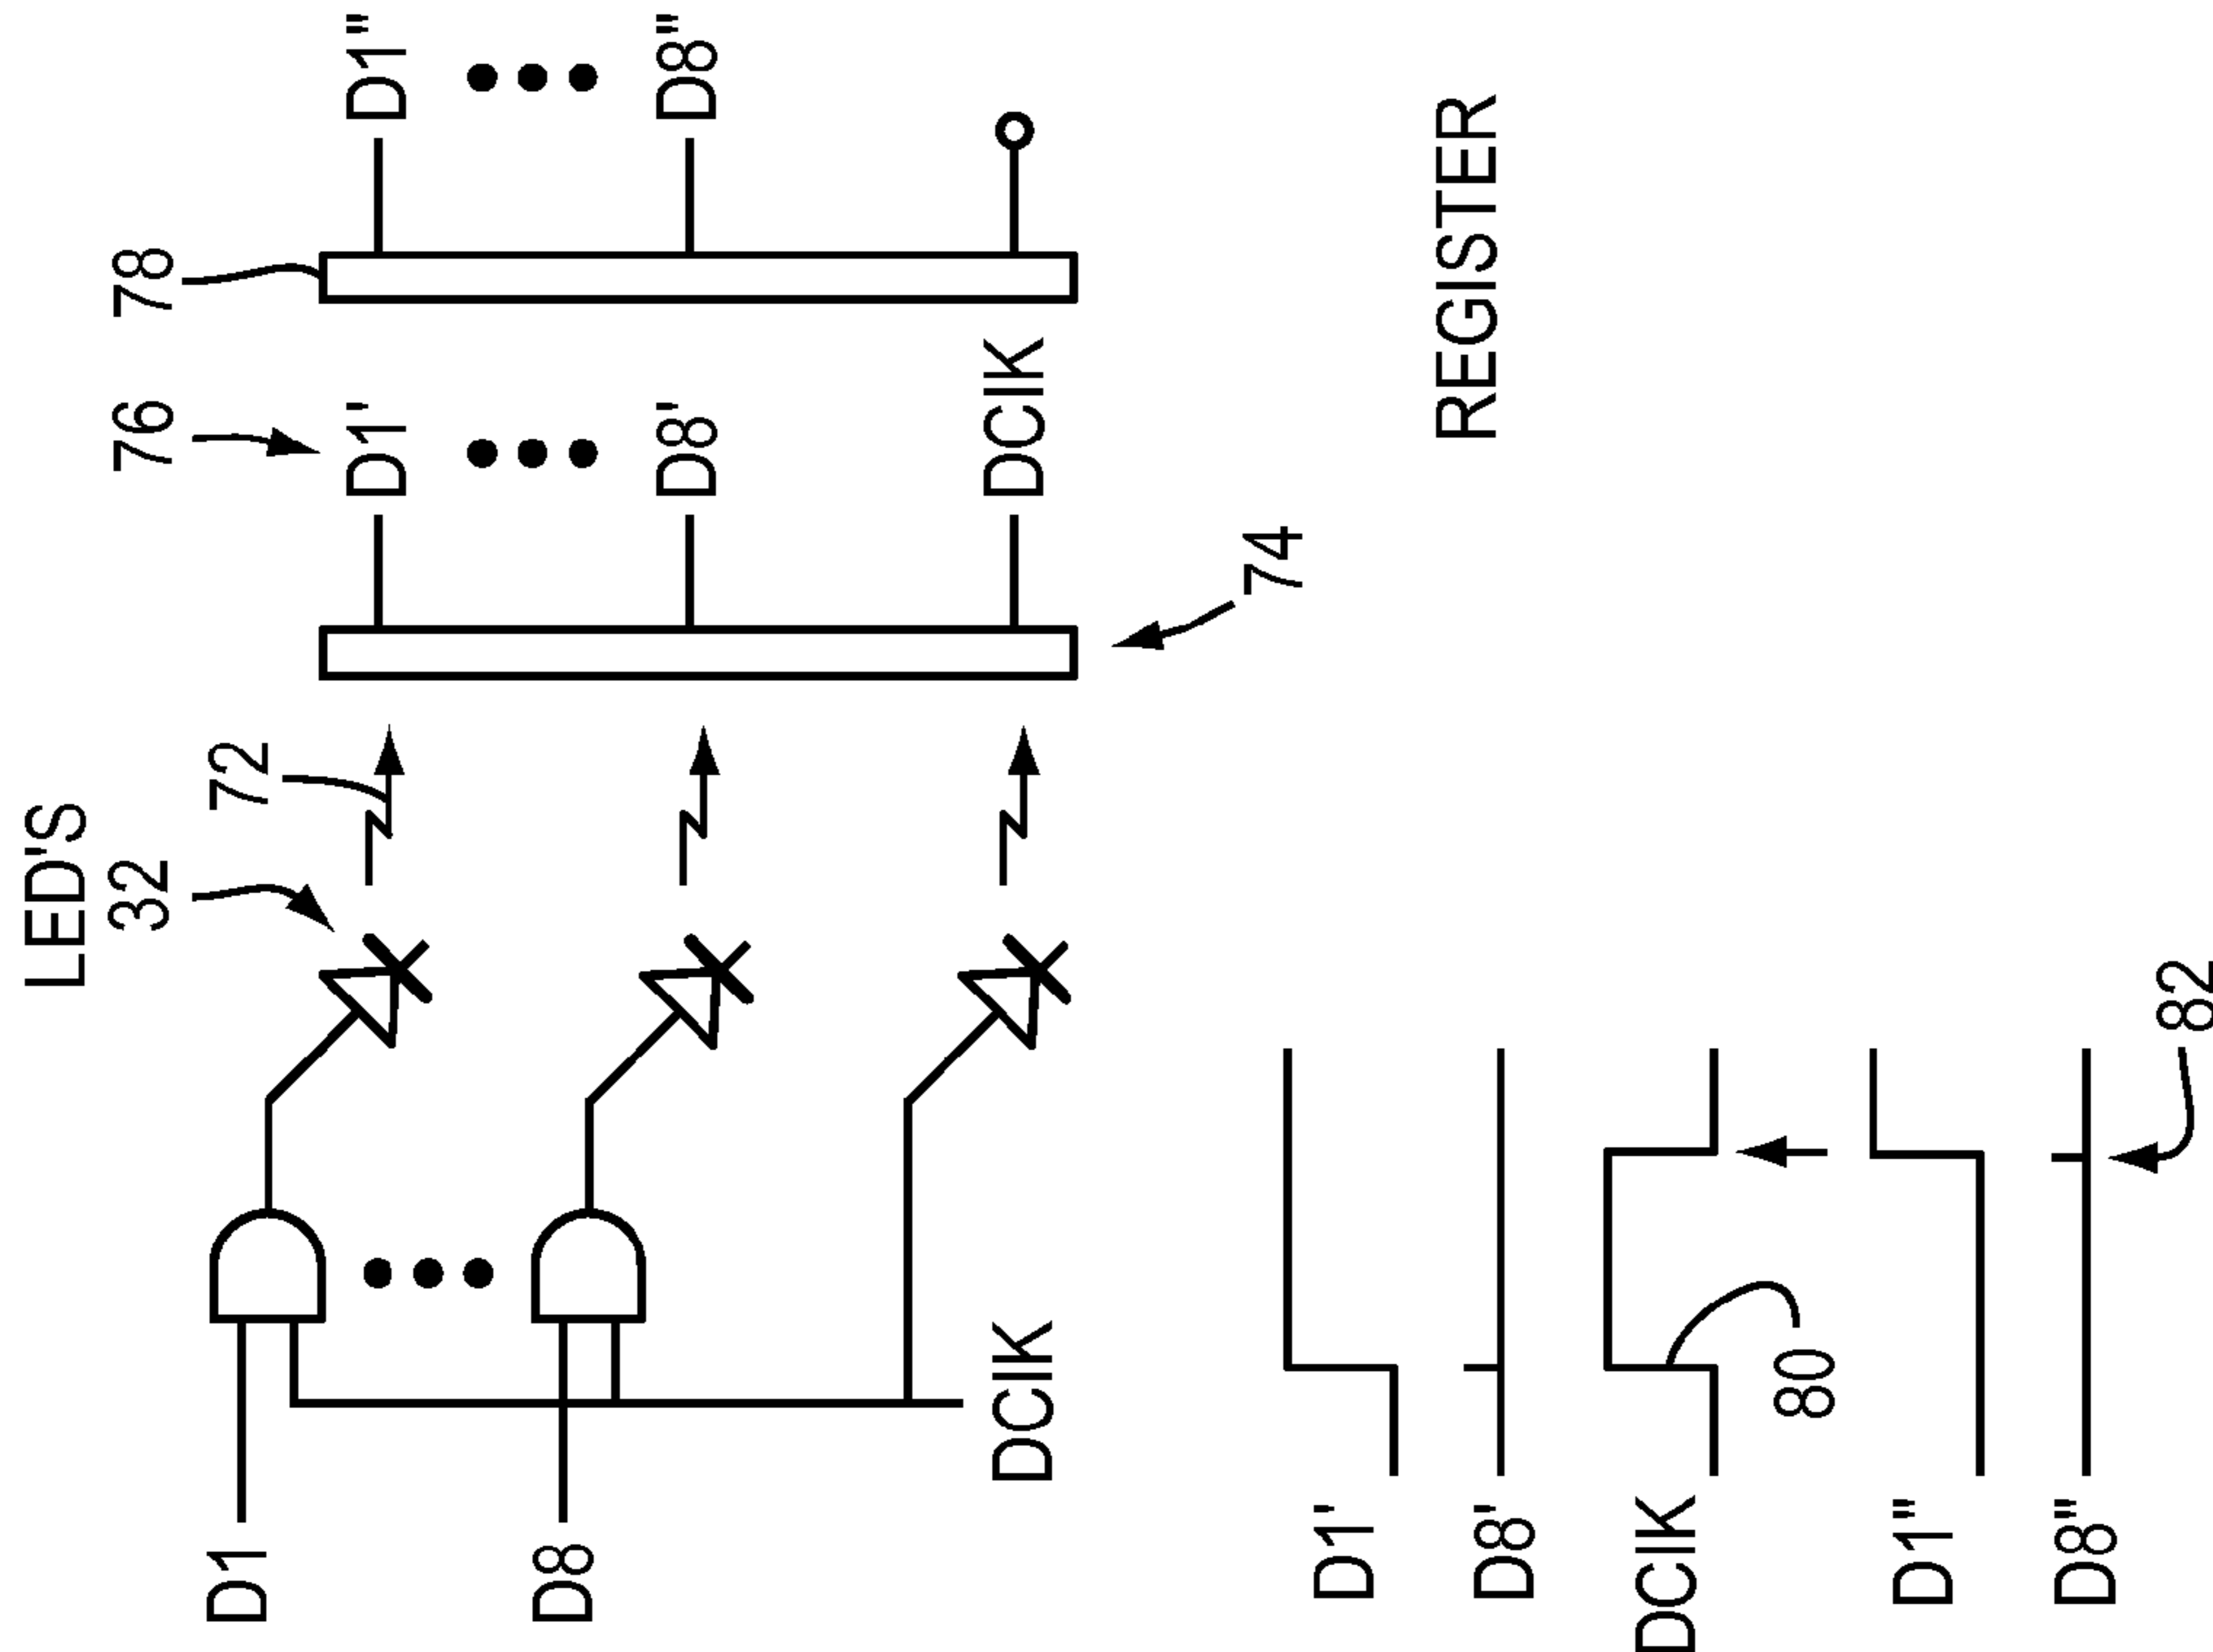 LED'S
32
72
76
78
D1
D1'
D1"
D8
D8'
D8"
DCIK
DCIK
74
REGISTER
D1'
D8'
DCIK
80
D1"
D8"
82